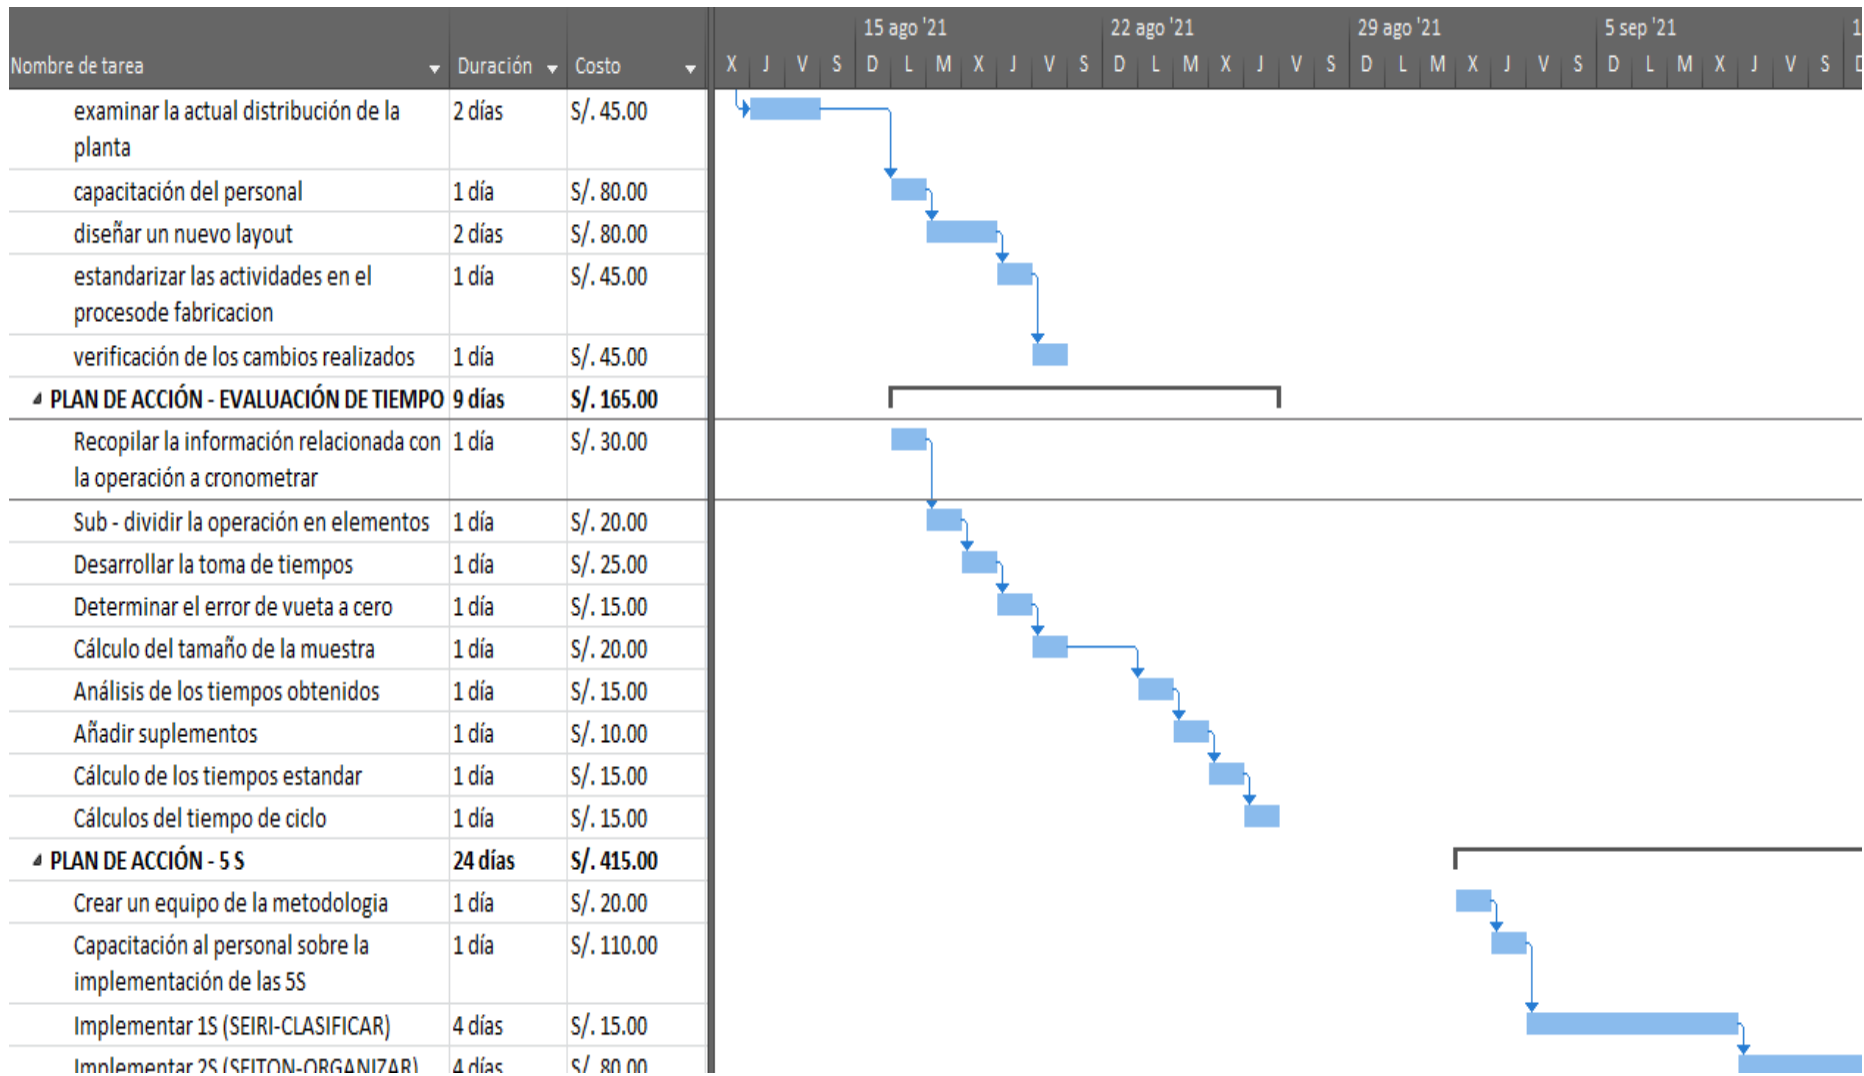 15 ago '21 22 ago '21 29 ago '21 5 sep '21 1
Nombre de tarea Duración Costo X J V S D L M X J V S D L M X J V S D L M X J V S D L M X J V S D
examinar la actual distribución de la 2 días S/. 45.00
planta
capacitación del personal 1 día S/. 80.00
diseñar un nuevo layout 2 días S/. 80.00
estandarizar las actividades en el 1 día S/. 45.00
procesode fabricacion
verificación de los cambios realizados 1 día S/. 45.00
PLAN DE ACCIÓN - EVALUACIÓN DE TIEMPO 9 días S/. 165.00
Recopilar la información relacionada con 1 día S/. 30.00
la operación a cronometrar
Sub - dividir la operación en elementos 1 día S/. 20.00
Desarrollar la toma de tiempos 1 día S/. 25.00
Determinar el error de vueta a cero 1 día S/. 15.00
Cálculo del tamaño de la muestra 1 día S/. 20.00
Análisis de los tiempos obtenidos 1 día S/. 15.00
Añadir suplementos 1 día S/. 10.00
Cálculo de los tiempos estandar 1 día S/. 15.00
Cálculos del tiempo de ciclo 1 día S/. 15.00
PLAN DE ACCIÓN - 5 S 24 días S/. 415.00
Crear un equipo de la metodologia 1 día S/. 20.00
Capacitación al personal sobre la 1 día S/. 110.00
implementación de las 5S
Implementar 1S (SEIRI-CLASIFICAR) 4 días S/. 15.00
Implementar 2S (SEITON-ORGANIZAR) 4 días S/. 80.00